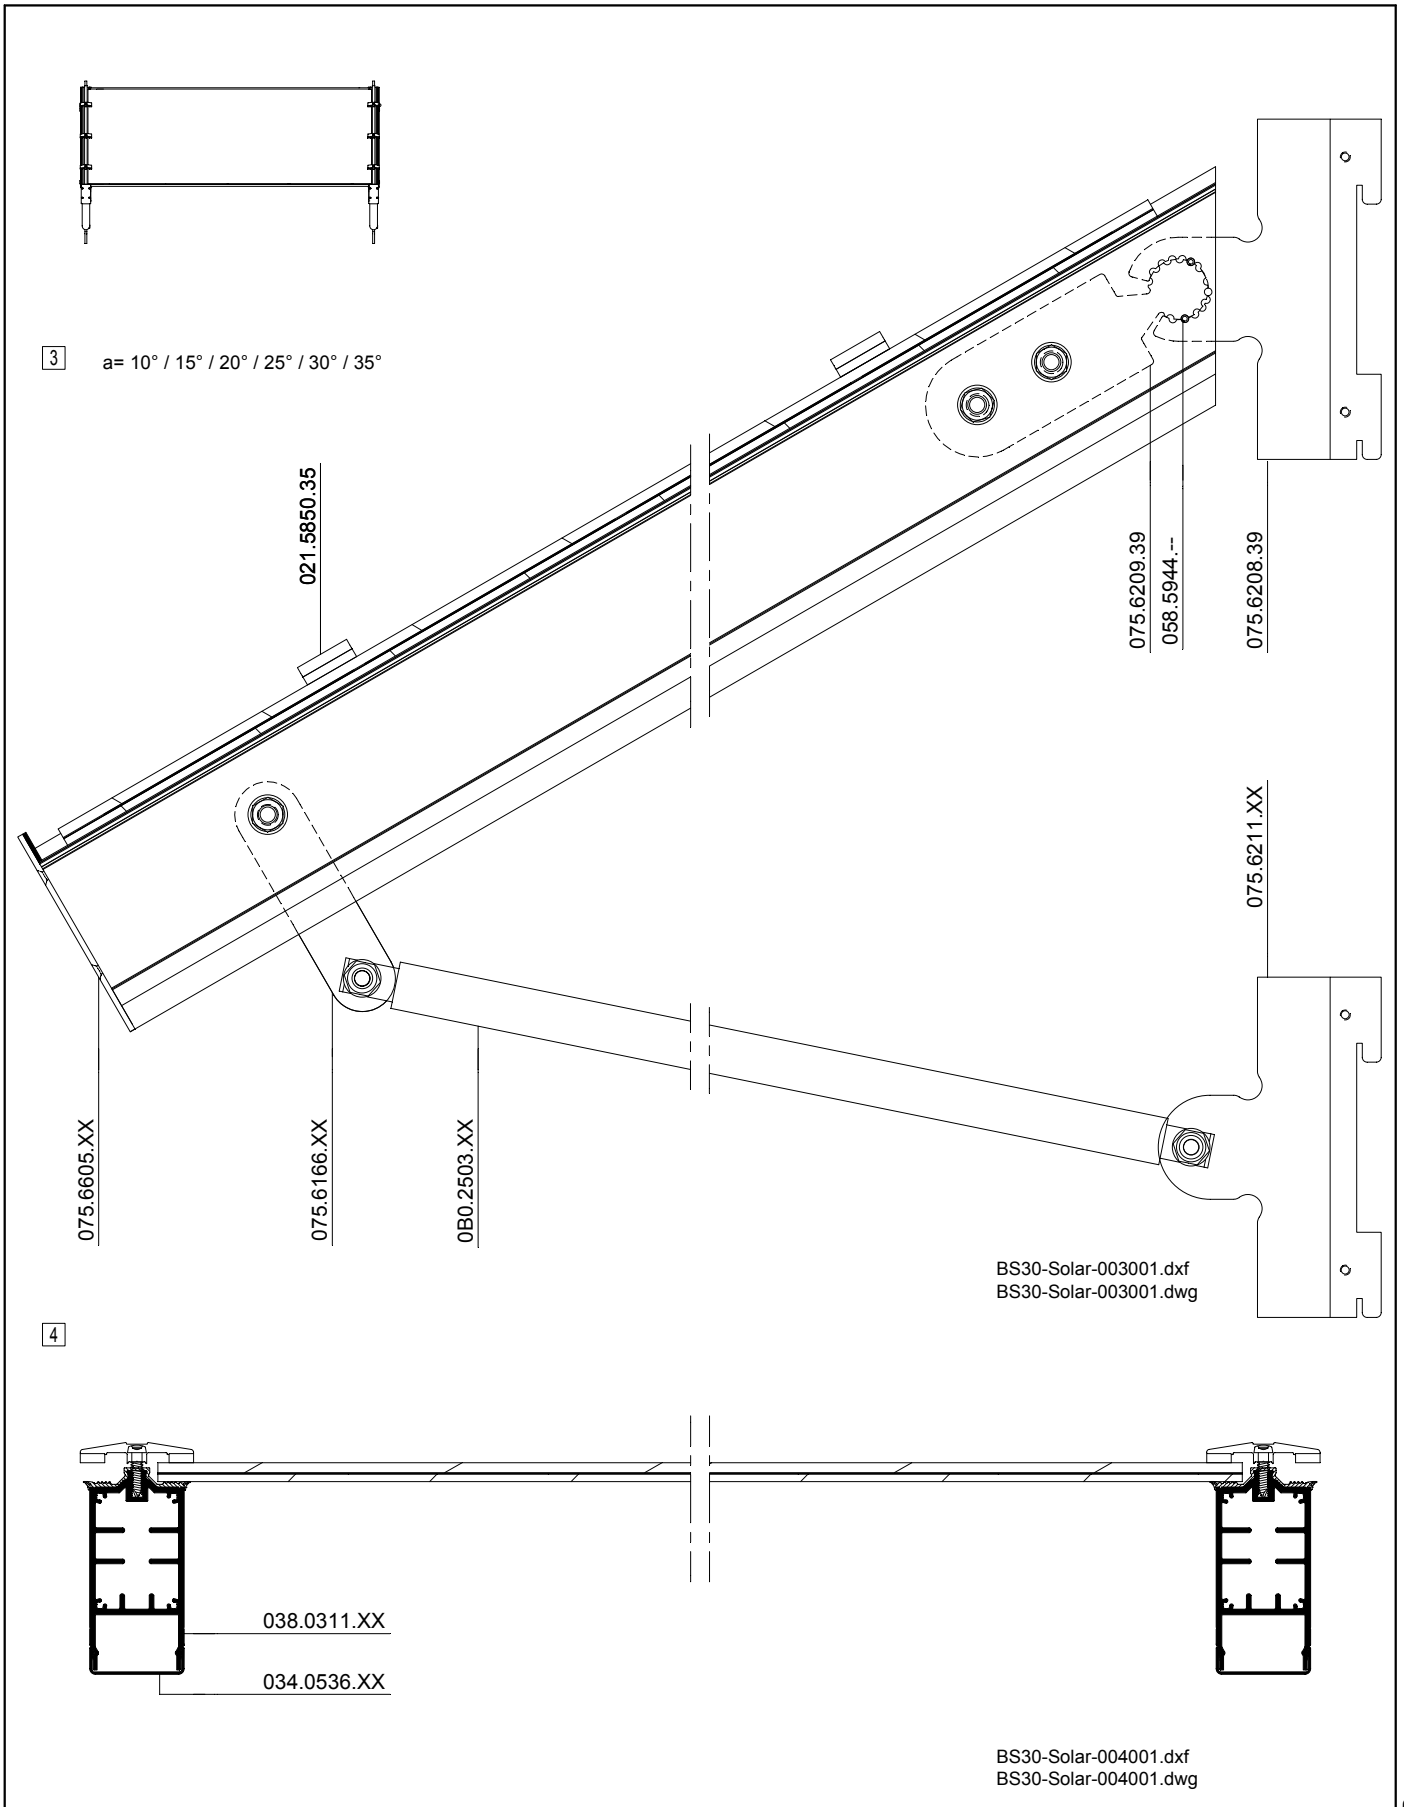 3
a= 10° / 15° / 20° / 25° / 30° / 35°
021.5850.35
075.6209.39
058.5944.--
075.6208.39
075.6211.XX
075.6605.XX
075.6166.XX
0B0.2503.XX
BS30-Solar-003001.dxf
BS30-Solar-003001.dwg
4
038.0311.XX
034.0536.XX
BS30-Solar-004001.dxf
BS30-Solar-004001.dwg